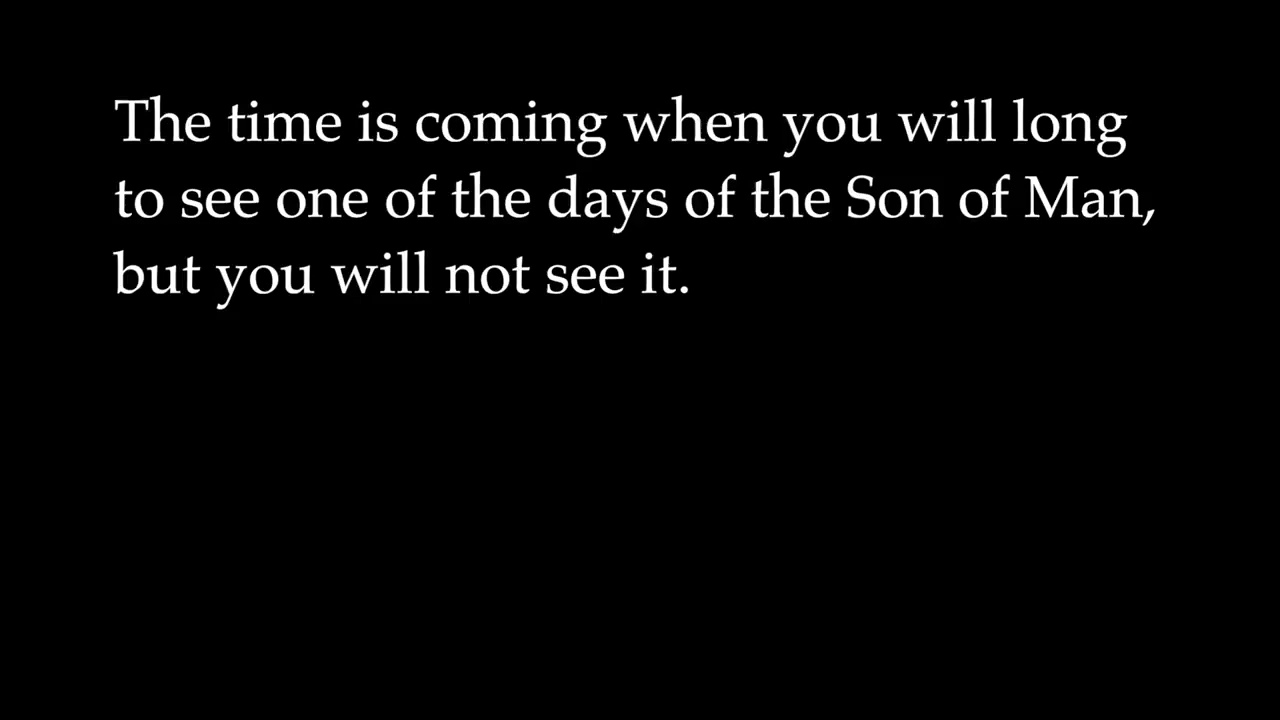 The time is coming when you will long
to see one of the days of the Son of Man,
but you will not see it.